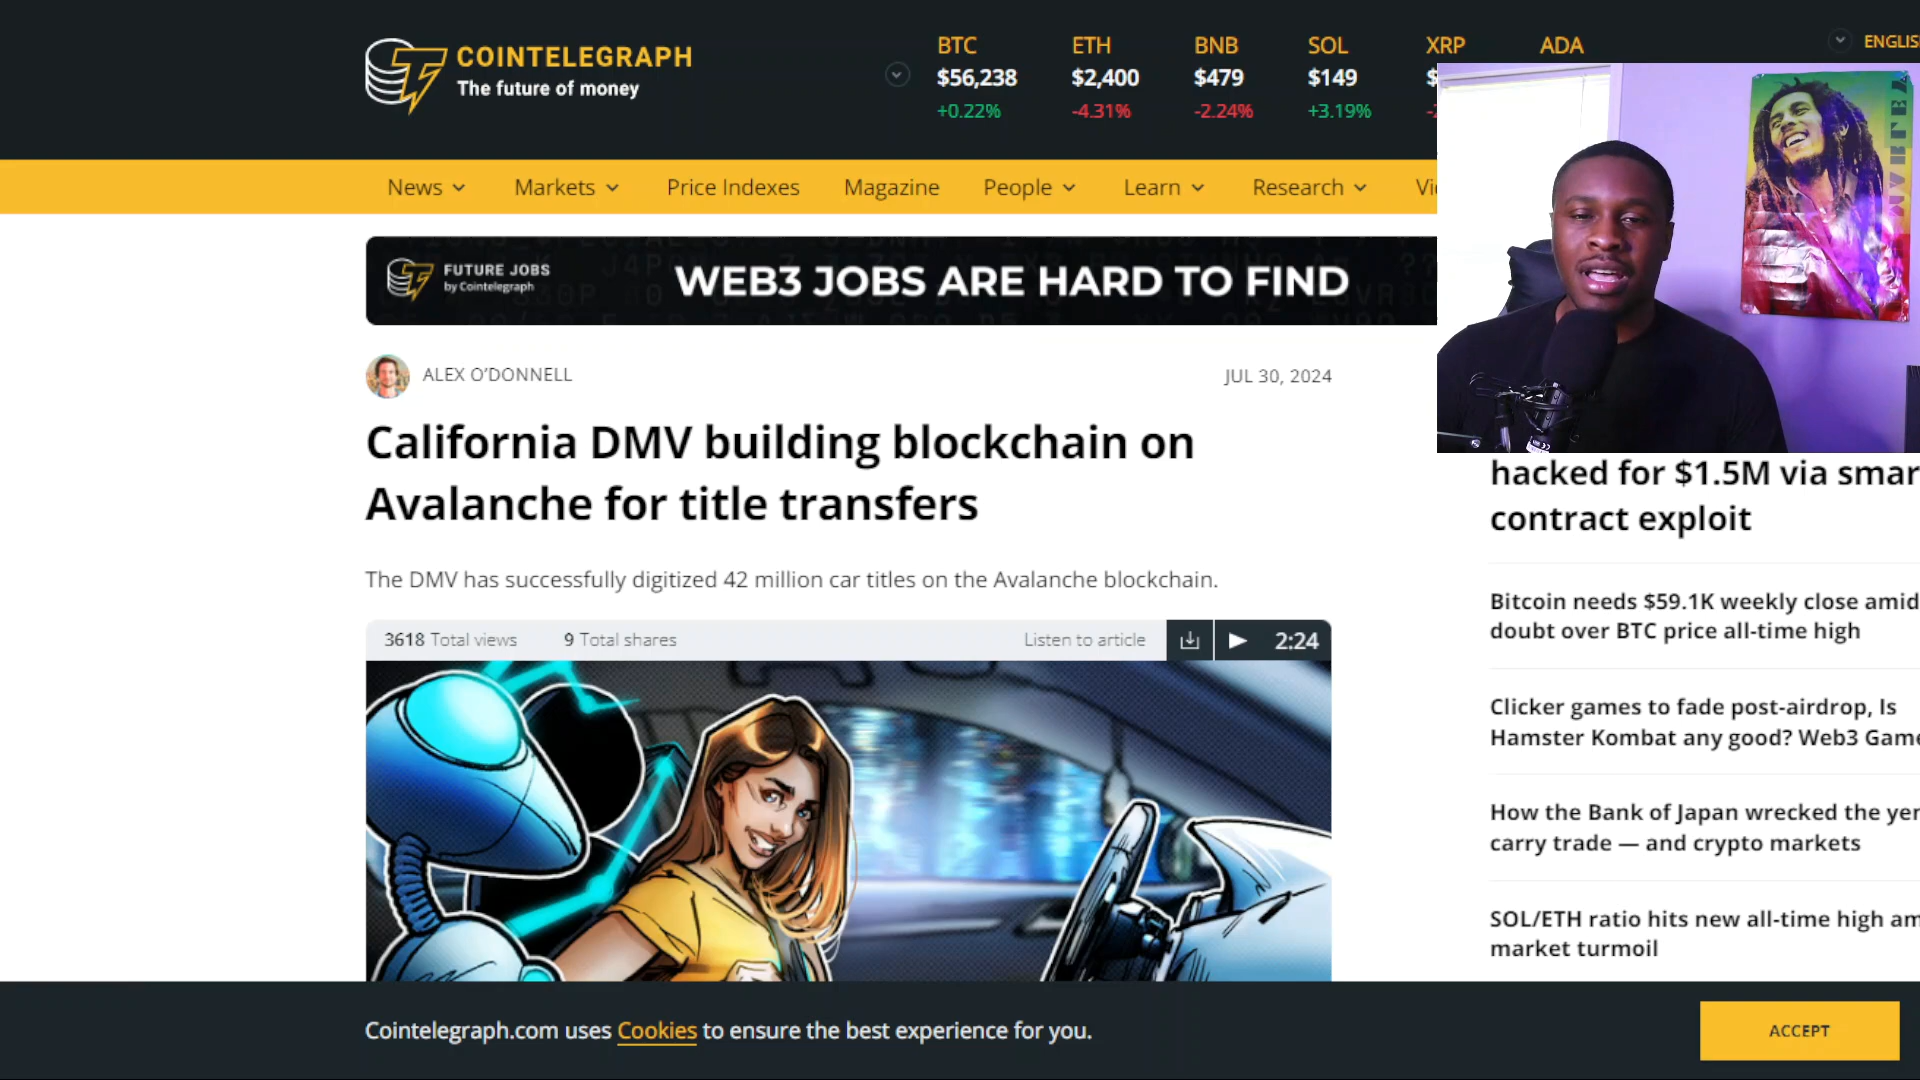 COINTELEGRAPH
The future of money
BTC ETH BNB SOL XRP ADA
$56,238 $2,400 $479 $149 $
+0.22% -4.31% -2.24% +3.19%
ENGLIS
News Markets Price Indexes Magazine People Learn Research Vi
FUTURE JOBS
by Cointelegraph
WEB3 JOBS ARE HARD TO FIND
ALEX O'DONNELL
JUL 30, 2024
California DMV building blockchain on
Avalanche for title transfers
The DMV has successfully digitized 42 million car titles on the Avalanche blockchain.
3618 Total views 9 Total shares Listen to article 2:24
hacked for $1.5M via smar
contract exploit
Bitcoin needs $59.1K weekly close amid
doubt over BTC price all-time high
Clicker games to fade post-airdrop, Is
Hamster Kombat any good? Web3 Game
How the Bank of Japan wrecked the yen
carry trade — and crypto markets
SOL/ETH ratio hits new all-time high am
market turmoil
Cointelegraph.com uses Cookies to ensure the best experience for you.
ACCEPT